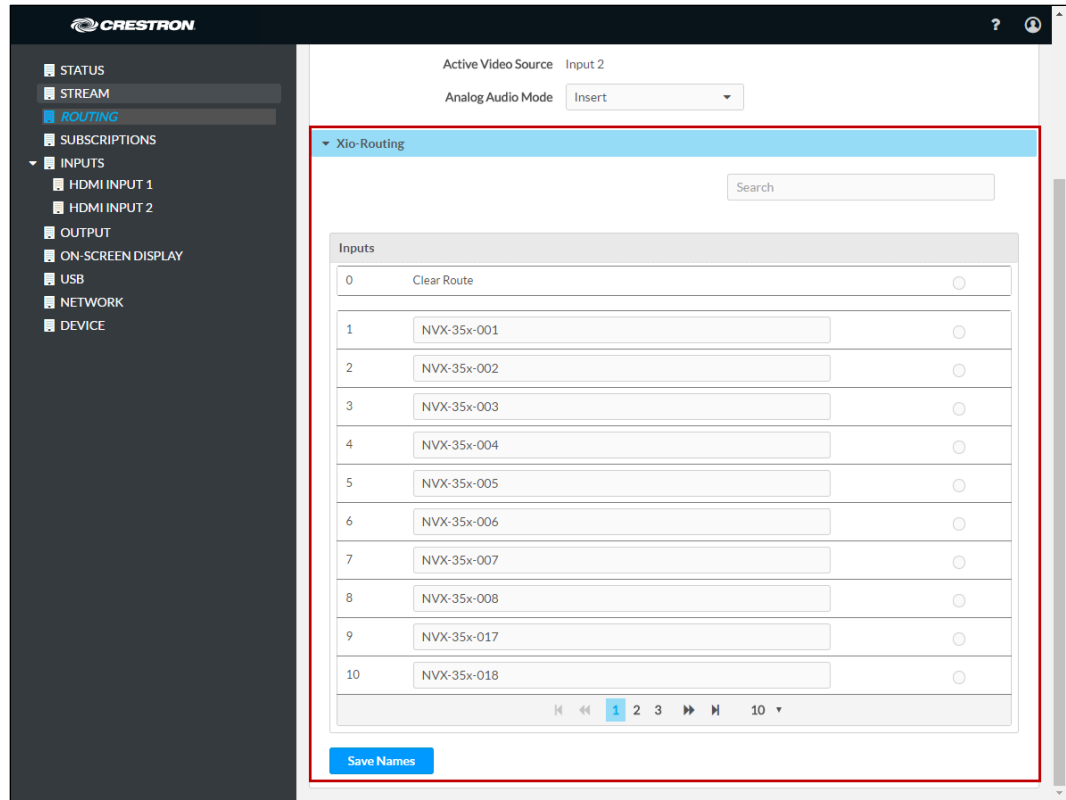 CRESTRON
?
STATUS
STREAM
ROUTING
SUBSCRIPTIONS
INPUTS
HDMI INPUT 1
HDMI INPUT 2
OUTPUT
ON-SCREEN DISPLAY
USB
NETWORK
DEVICE
Active Video Source Input 2
Analog Audio Mode Insert
Xio-Routing
Search
Inputs
0 Clear Route
1 NVX-35x-001
2 NVX-35x-002
3 NVX-35x-003
4 NVX-35x-004
5 NVX-35x-005
6 NVX-35x-006
7 NVX-35x-007
8 NVX-35x-008
9 NVX-35x-017
10 NVX-35x-018
1 2 3 10
Save Names